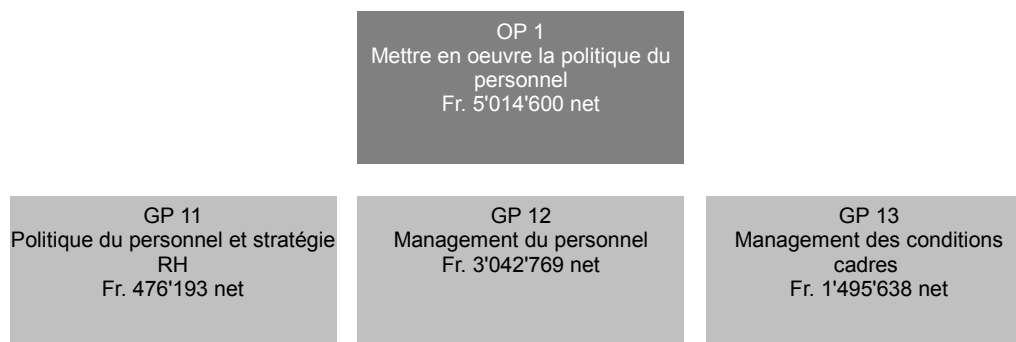 OP 1
Mettre en oeuvre la politique du
personnel
Fr. 5'014'600 net
GP 11
Politique du personnel et stratégie
RH
Fr. 476'193 net
GP 12
Management du personnel
Fr. 3'042'769 net
GP 13
Management des conditions
cadres
Fr. 1'495'638 net